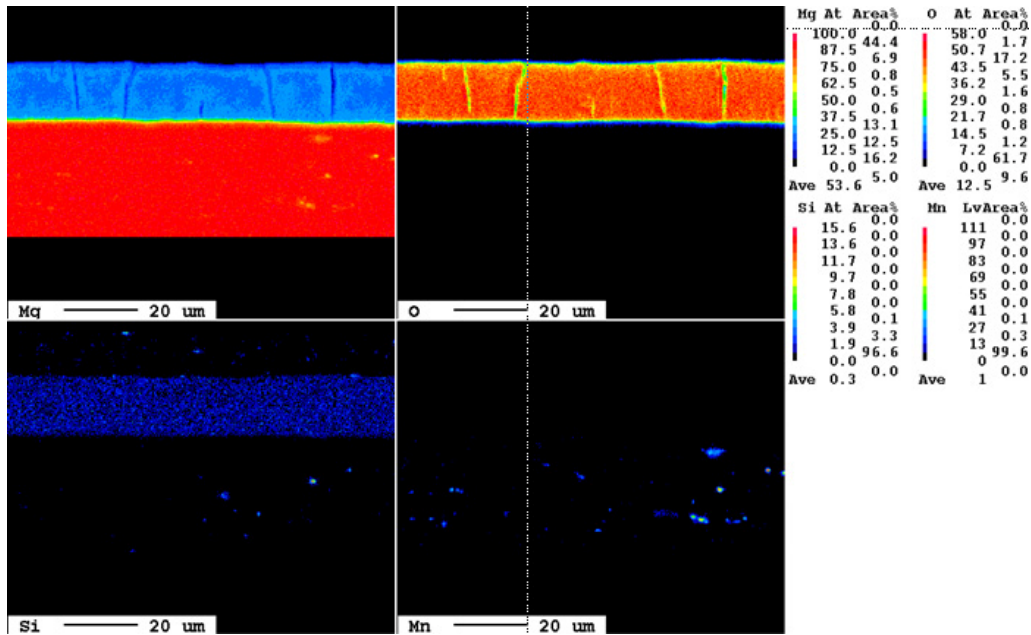 Mg
20 um
O
20 um
Si
20 um
Mn
20 um
Mg At Area%
0.0
100.0 44.4
87.5 6.9
75.0 0.8
62.5 0.5
50.0 0.6
37.5 13.1
25.0 12.5
12.5 16.2
0.0 5.0
Ave 53.6
O At Area%
0.0
58.0 1.7
50.7 17.2
43.5 5.5
36.2 1.6
29.0 0.8
21.7 0.8
14.5 1.2
7.2 61.7
0.0 9.6
Ave 12.5
Si At Area%
0.0
15.6 0.0
13.6 0.0
11.7 0.0
9.7 0.0
7.8 0.0
5.8 0.1
3.9 3.3
1.9 96.6
0.0 0.0
Ave 0.3
Mn LvArea%
0.0
111 0.0
97 0.0
83 0.0
69 0.0
55 0.0
41 0.1
27 0.3
13 99.6
0 0.0
Ave 1